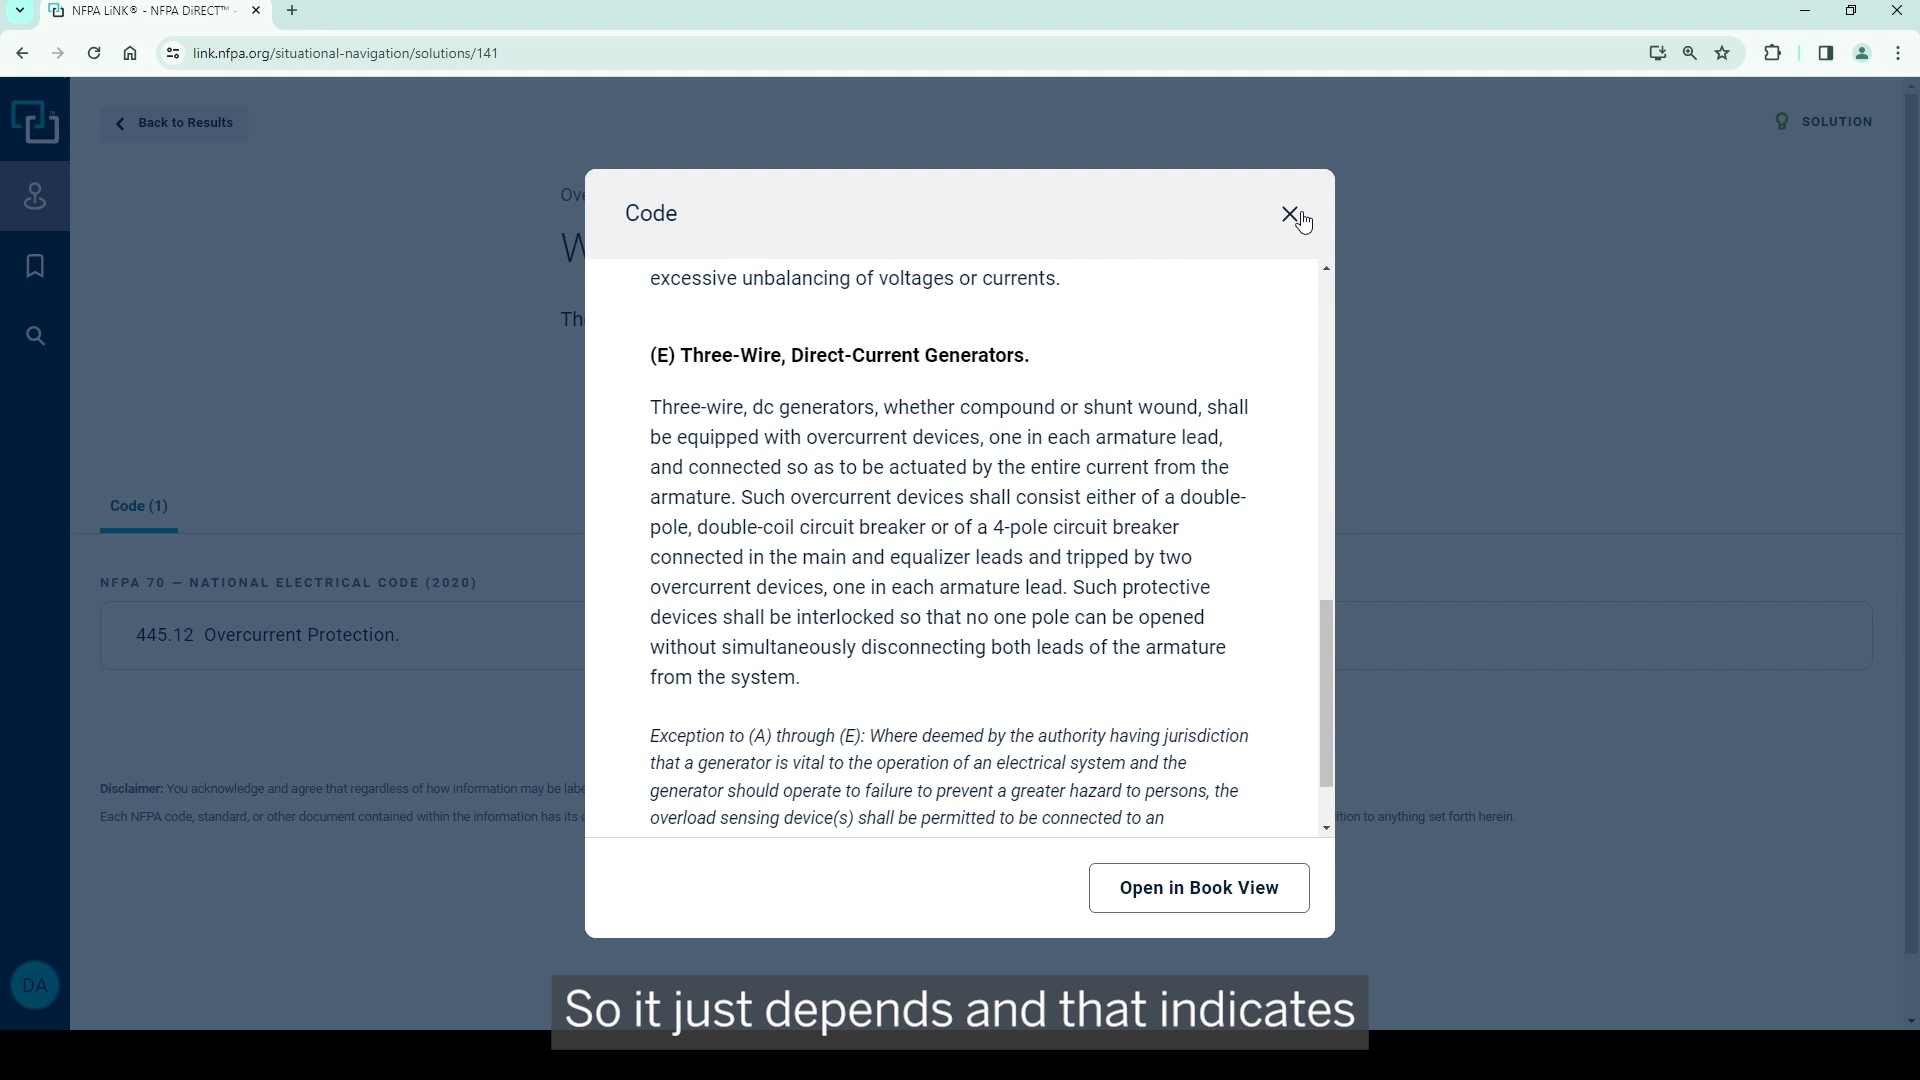 NFPA LiNK® - NFPA DiRECT™ -
link.nfpa.org/situational-navigation/solutions/141
Back to Results
SOLUTION
Ove
W
Th
Code
excessive unbalancing of voltages or currents.
(E) Three-Wire, Direct-Current Generators.
Three-wire, dc generators, whether compound or shunt wound, shall
be equipped with overcurrent devices, one in each armature lead,
and connected so as to be actuated by the entire current from the
armature. Such overcurrent devices shall consist either of a double-
pole, double-coil circuit breaker or of a 4-pole circuit breaker
connected in the main and equalizer leads and tripped by two
overcurrent devices, one in each armature lead. Such protective
devices shall be interlocked so that no one pole can be opened
without simultaneously disconnecting both leads of the armature
from the system.
Exception to (A) through (E): Where deemed by the authority having jurisdiction
that a generator is vital to the operation of an electrical system and the
generator should operate to failure to prevent a greater hazard to persons, the
overload sensing device(s) shall be permitted to be connected to an
Open in Book View
Code (1)
NFPA 70 — NATIONAL ELECTRICAL CODE (2020)
445.12 Overcurrent Protection.
Disclaimer: You acknowledge and agree that regardless of how information may be labe
Each NFPA code, standard, or other document contained within the information has its
ition to anything set forth herein.
DA
So it just depends and that indicates